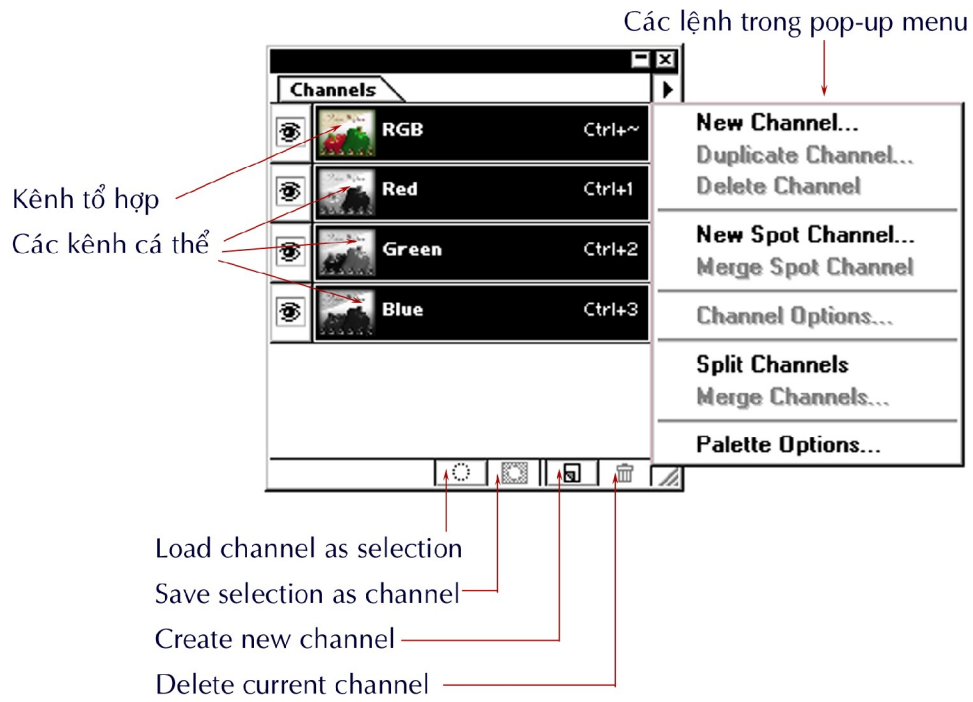 Các lệnh trong pop-up menu
Channels
RGB Ctrl+~
Red Ctrl+1
Green Ctrl+2
Blue Ctrl+3
New Channel...
Duplicate Channel...
Delete Channel
New Spot Channel...
Merge Spot Channel
Channel Options...
Split Channels
Merge Channels...
Palette Options...
Kênh tổ hợp
Các kênh cá thể
Load channel as selection
Save selection as channel
Create new channel
Delete current channel